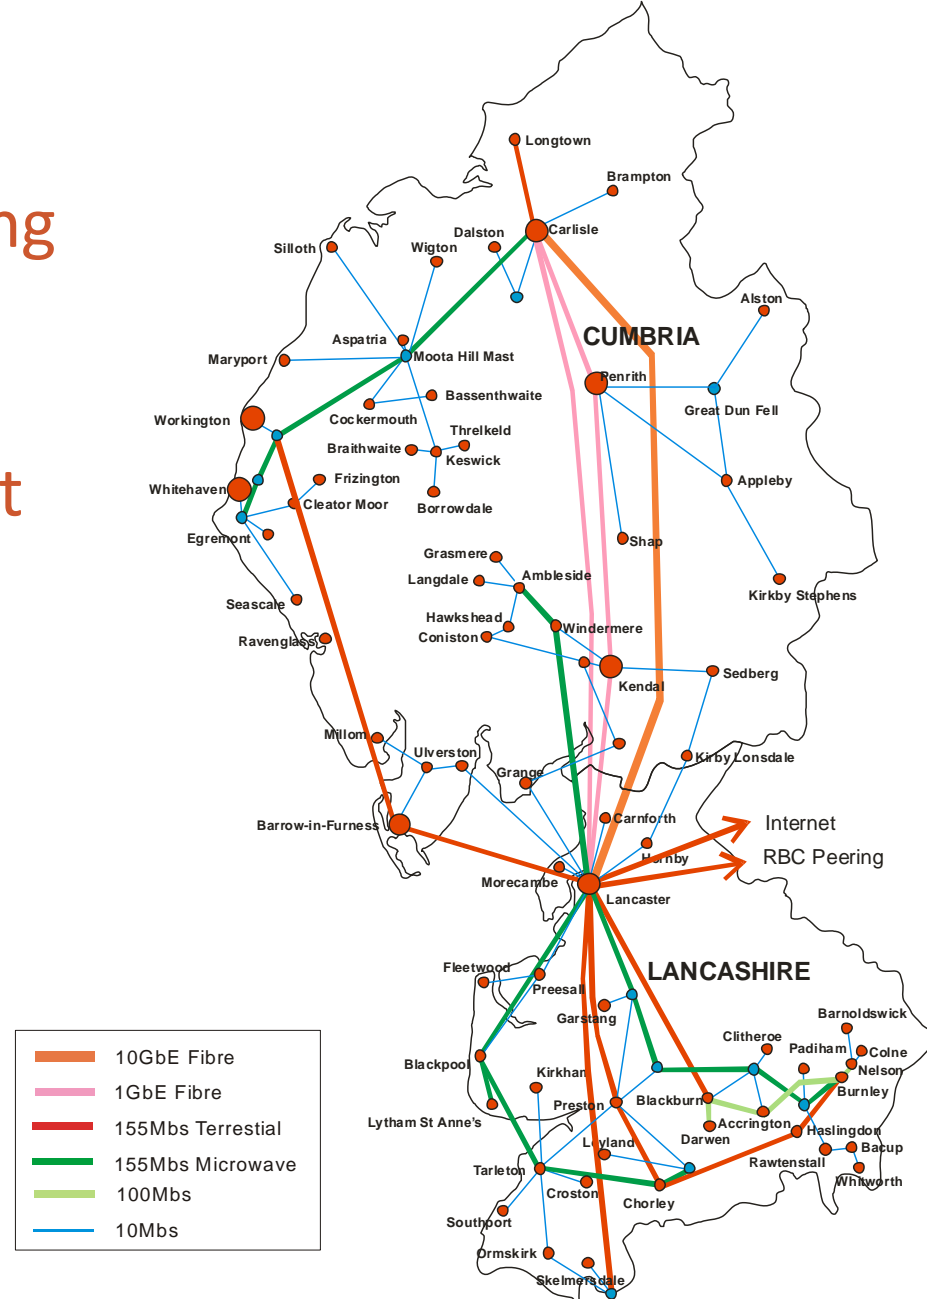 ng
t
Longtown
Brampton
Carlisle
Dalston
Wigton
Silloth
Alston
CUMBRIA
Aspatria
Moota Hill Mast
Maryport
Penrith
Great Dun Fell
Bassenthwaite
Cockermouth
Workington
Threlkeld
Braithwaite
Keswick
Frizington
Whitehaven
Cleator Moor
Borrowdale
Appleby
Egremont
Shap
Grasmere
Langdale
Ambleside
Kirkby Stephens
Seascale
Hawkshead
Coniston
Windermere
Ravenglass
Sedberg
Kendal
Millom
Ulverston
Kirby Lonsdale
Grange
Carnforth
Internet
Barrow-in-Furness
Hornby
RBC Peering
Morecambe
Lancaster
Fleetwood
LANCASHIRE
Preesall
Garstang
Barnoldswick
Clitheroe
Padiham
Colne
Blackpool
Kirkhan
Nelson
Burnley
Preston
Blackburn
Lytham St Anne's
Accrington
Haslingdon
Darwen
Leyland
Bacup
Rawtenstall
Tarleton
Whitworth
Croston
Chorley
Southport
Ormskirk
Skelmersdale
10GbE Fibre
1GbE Fibre
155Mbs Terrestial
155Mbs Microwave
100Mbs
10Mbs